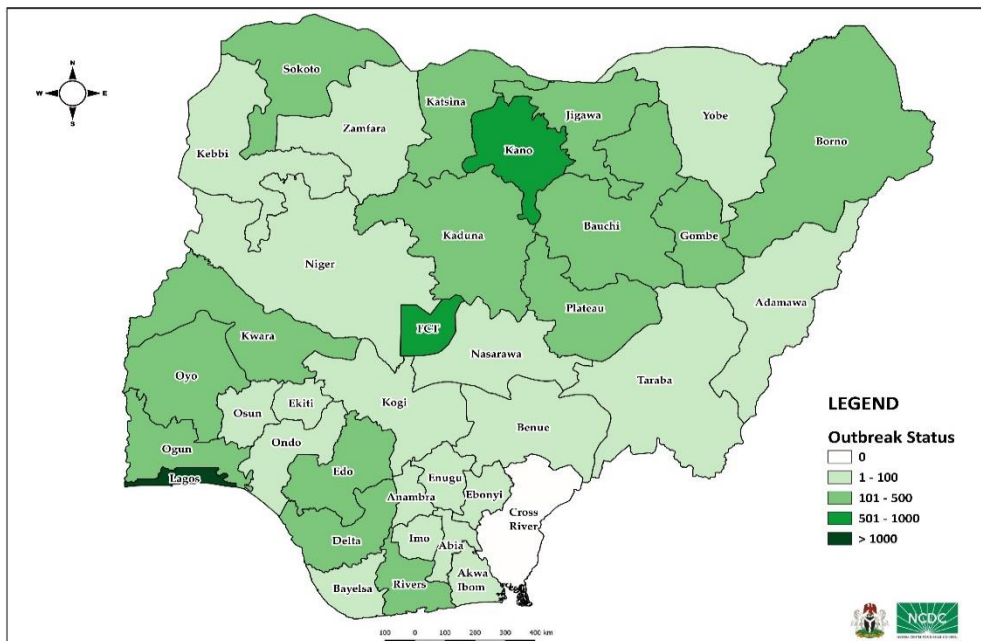 N
W E
S
Sokoto
Katsina
Jigawa
Yobe
Borno
Kebbi
Zamfara
Kano
Niger
Kaduna
Bauchi
Gombe
Adamawa
Plateau
FCT
Kwara
Nasarawa
Taraba
Oyo
Osun
Ekiti
Kogi
Benue
Ogun
Ondo
Lagos
Edo
Enugu
Anambra
Ebonyi
Cross
River
Delta
Imo
Abia
Bayelsa
Rivers
Akwa
Ibom
LEGEND
Outbreak Status
0
1 - 100
101 - 500
501 - 1000
> 1000
100 0 100 200 300 400 km
NCDC